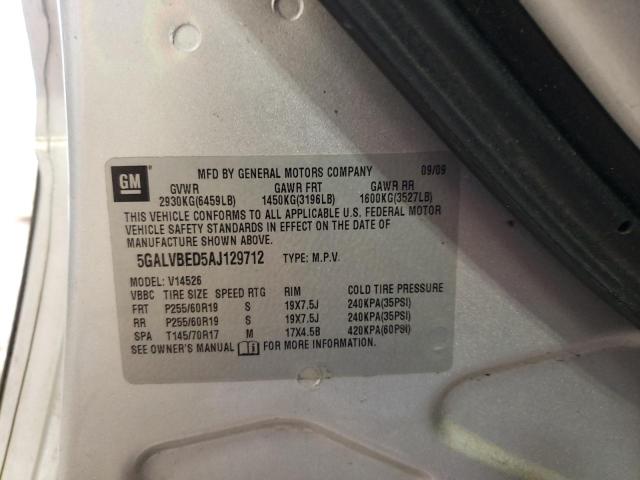 GM
MFD BY GENERAL MOTORS COMPANY 09/09
GVWR GAWR FRT GAWR RR
2930KG(6459LB) 1450KG(3196LB) 1600KG(3527LB)
THIS VEHICLE CONFORMS TO ALL APPLICABLE U.S. FEDERAL MOTOR
VEHICLE SAFETY STANDARDS IN EFFECT ON THE DATE OF
MANUFACTURE SHOWN ABOVE.
5GALVBED5AJ129712 TYPE: M.P.V.
MODEL: V14526
VBBC TIRE SIZE SPEED RTG RIM COLD TIRE PRESSURE
FRT P255/60R19 S 19X7.5J 240KPA(35PSI)
RR P255/60R19 S 19X7.5J 240KPA(35PSI)
SPA T145/70R17 M 17X4.5B 420KPA(60PSI)
SEE OWNER'S MANUAL FOR MORE INFORMATION.